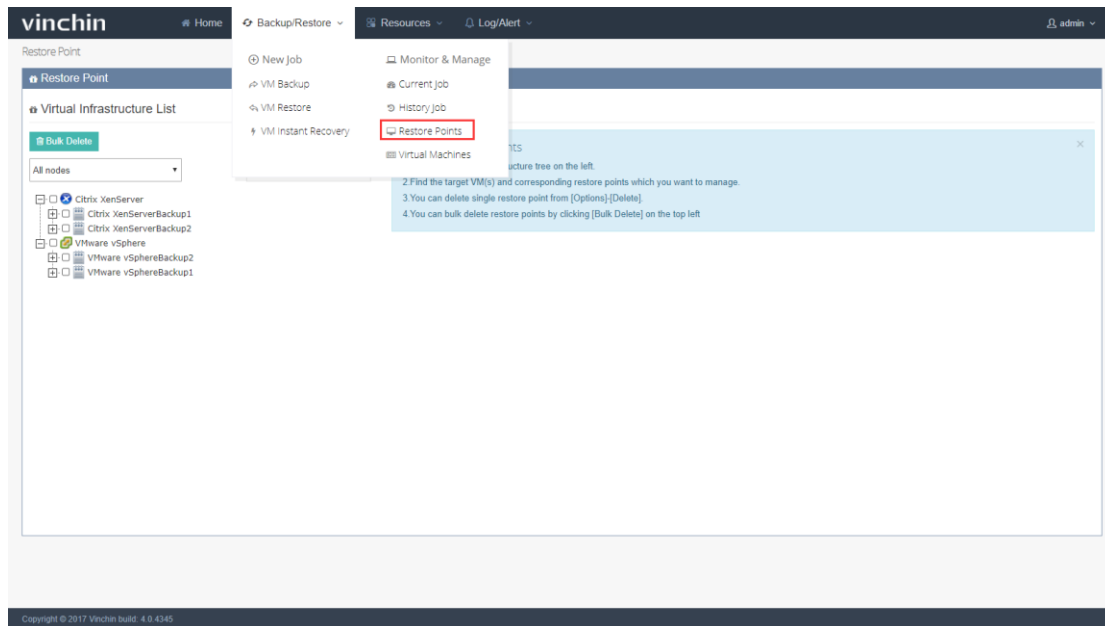 vinchin Home Backup/Restore Resources Log/Alert admin
Restore Point
New Job Monitor & Manage
Restore Point
VM Backup Current Job
Virtual Infrastructure List
VM Restore History Job
VM Instant Recovery Restore Points
Bulk Delete
Virtual Machines
nts
All nodes
ucture tree on the left.
2.Find the target VM(s) and corresponding restore points which you want to manage.
3.You can delete single restore point from [Options]-[Delete].
4.You can bulk delete restore points by clicking [Bulk Delete] on the top left
Citrix XenServer
Citrix XenServerBackup1
Citrix XenServerBackup2
VMware vSphere
VMware vSphereBackup2
VMware vSphereBackup1
Copyright © 2017 Vinchin build: 4.0.4345